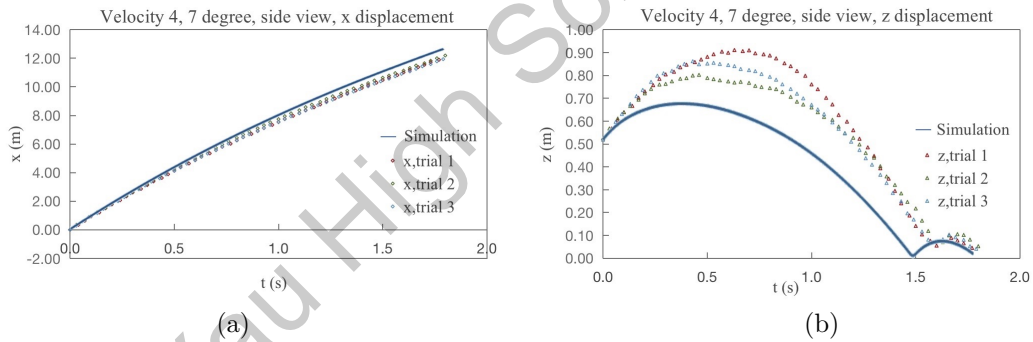 Velocity 4, 7 degree, side view, x displacement
14.00
12.00
10.00
8.00
6.00
4.00
2.00
0.00
-2.00
x (m)
0.0
0.5
1.0
1.5
2.0
t (s)
Simulation
x,trial 1
x,trial 2
x,trial 3
(a)
Velocity 4, 7 degree, side view, z displacement
1.00
0.90
0.80
0.70
0.60
0.50
0.40
0.30
0.20
0.10
0.00
z (m)
0.0
0.5
1.0
1.5
2.0
t (s)
Simulation
z,trial 1
z,trial 2
z,trial 3
(b)
Yau High So